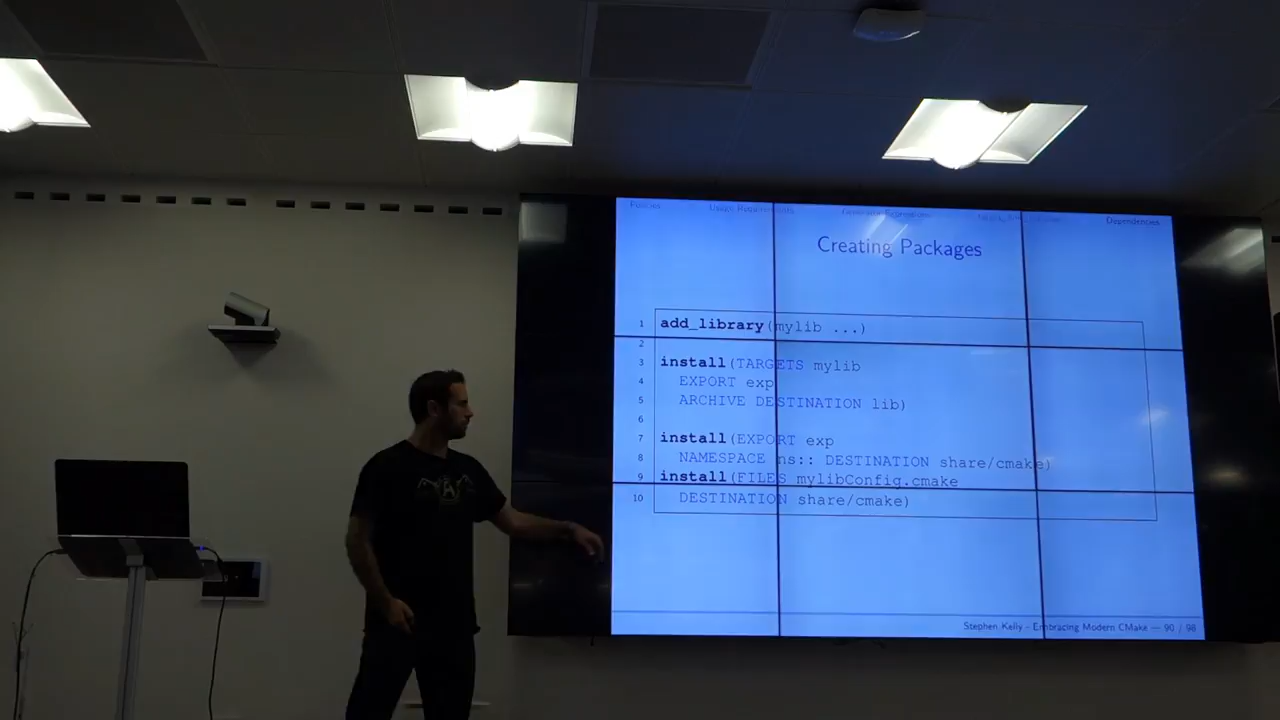 Policies Usage Requirements Generator Expressions Dependencies
Creating Packages
1 add_library(mylib ...)
2
3 install(TARGETS mylib
4 EXPORT exp
5 ARCHIVE DESTINATION lib)
6
7 install(EXPORT exp
8 NAMESPACE ns:: DESTINATION share/cmake)
9 install(FILES mylibConfig.cmake
10 DESTINATION share/cmake)
Stephen Kelly - Embracing Modern CMake — 90 / 98